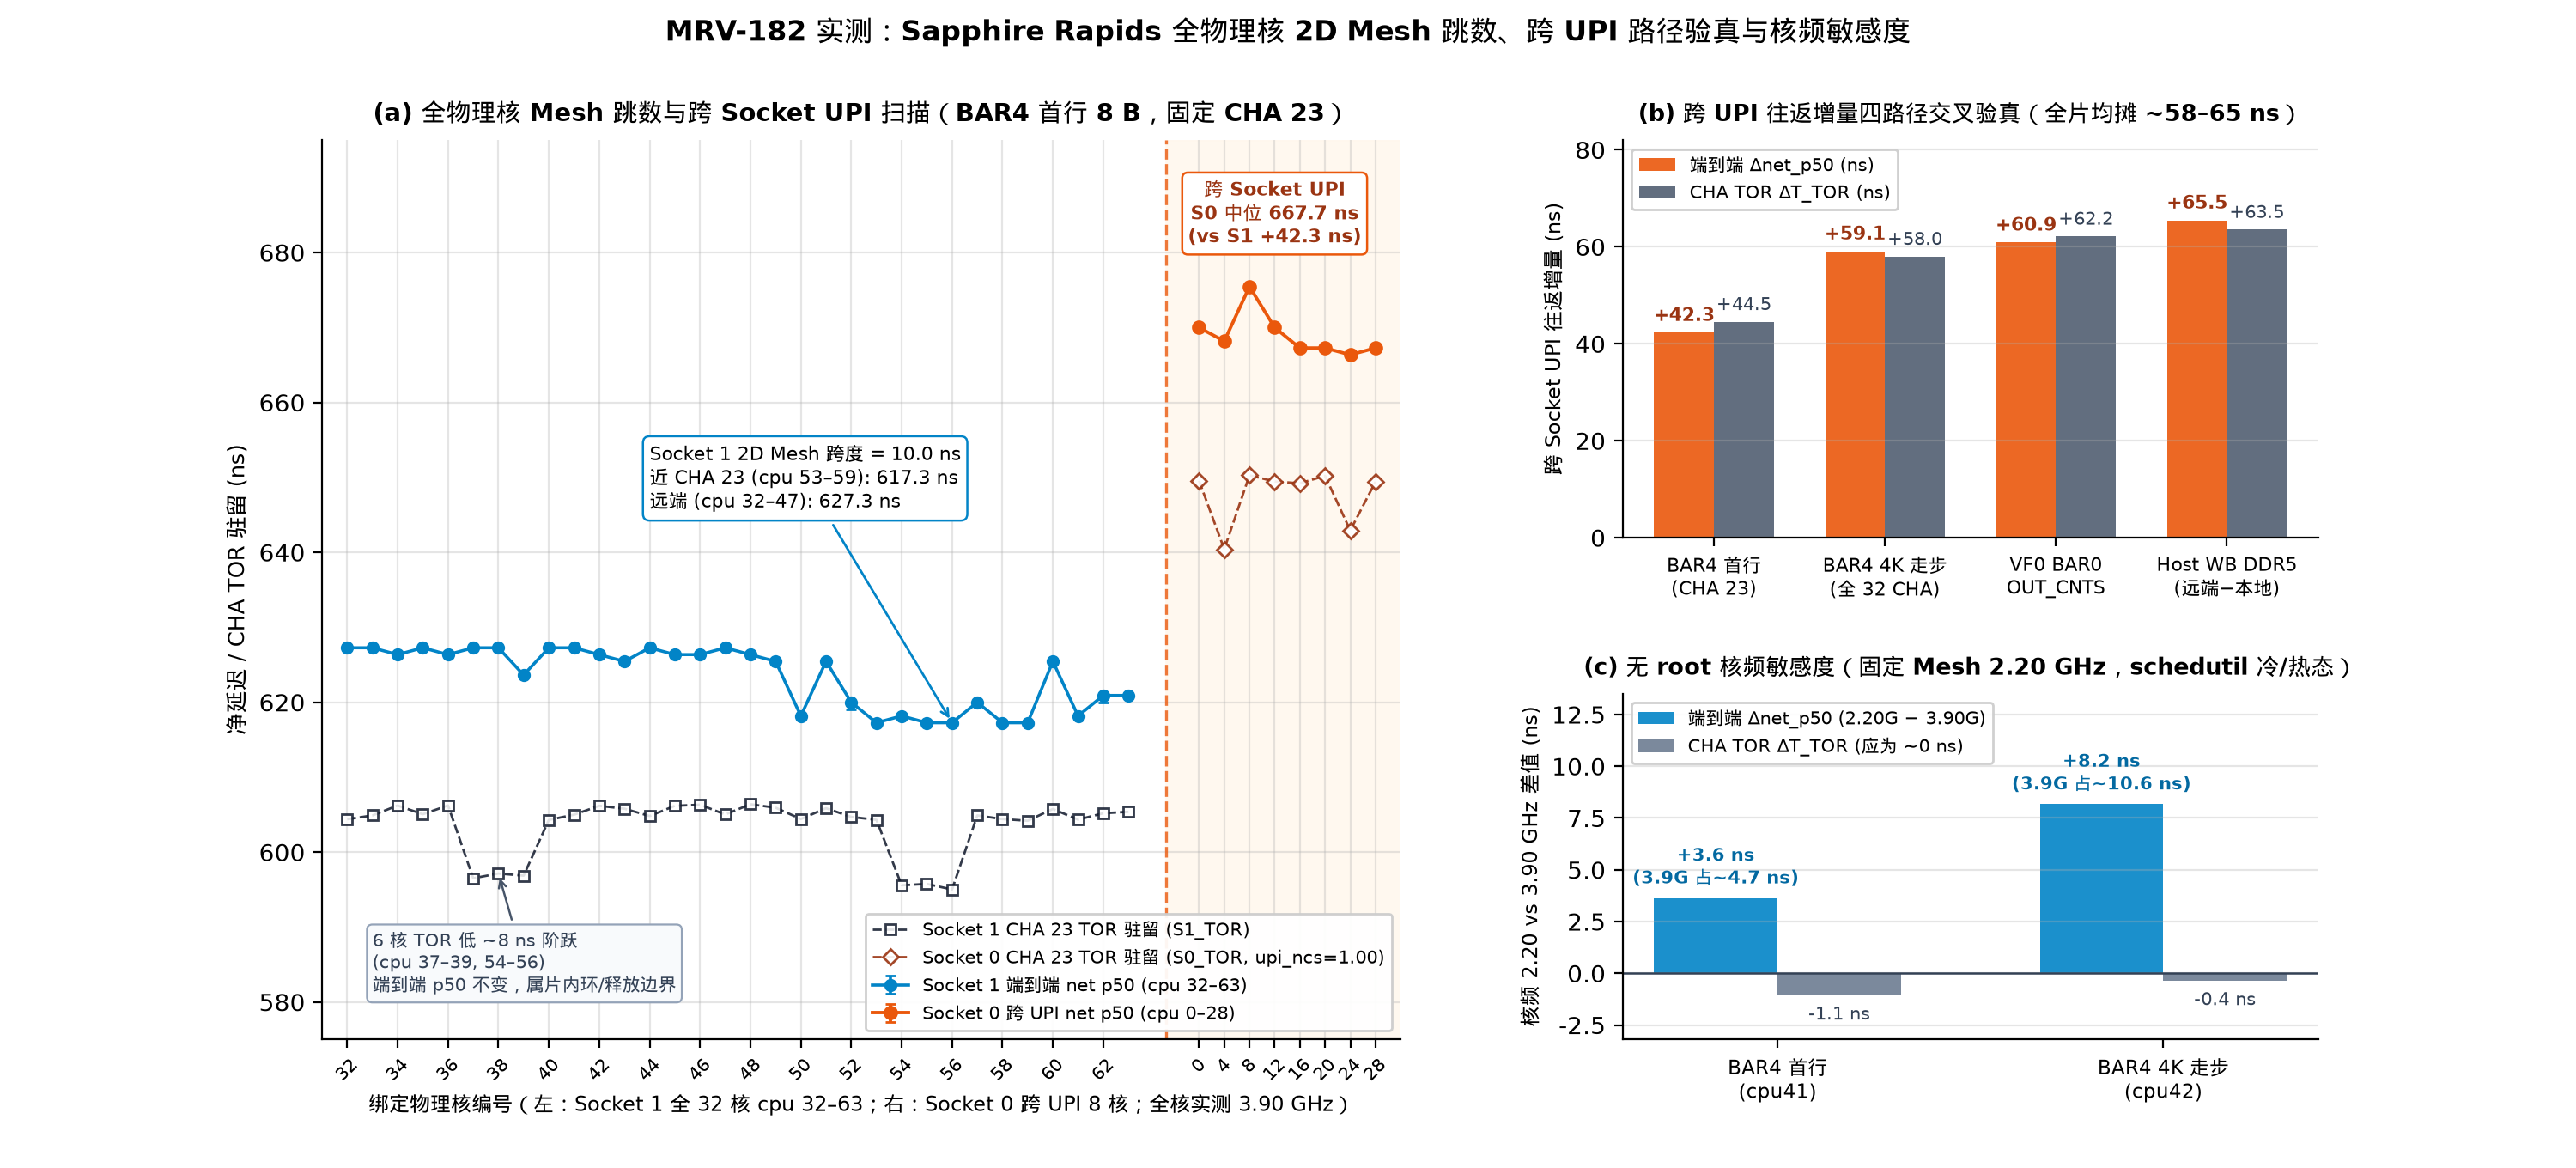 MRV-182 实测：Sapphire Rapids 全物理核 2D Mesh 跳数、跨 UPI 路径验真与核频敏感度
(a) 全物理核 Mesh 跳数与跨 Socket UPI 扫描（BAR4 首行 8 B，固定 CHA 23）
净延迟 / CHA TOR 驻留 (ns)
680
660
640
620
600
580
跨 Socket UPI
S0 中位 667.7 ns
(vs S1 +42.3 ns)
Socket 1 2D Mesh 跨度 = 10.0 ns
近 CHA 23 (cpu 53–59): 617.3 ns
远端 (cpu 32–47): 627.3 ns
6 核 TOR 低 ~8 ns 阶跃
(cpu 37–39, 54–56)
端到端 p50 不变，属片内环/释放边界
Socket 1 CHA 23 TOR 驻留 (S1_TOR)
Socket 0 CHA 23 TOR 驻留 (S0_TOR, upi_ncs=1.00)
Socket 1 端到端 net p50 (cpu 32–63)
Socket 0 跨 UPI net p50 (cpu 0–28)
32 34 36 38 40 42 44 46 48 50 52 54 56 58 60 62 0 4 8 12 16 20 24 28
绑定物理核编号（左：Socket 1 全 32 核 cpu 32–63；右：Socket 0 跨 UPI 8 核；全核实测 3.90 GHz）
(b) 跨 UPI 往返增量四路径交叉验真（全片均摊 ~58–65 ns）
跨 Socket UPI 往返增量 (ns)
80
60
40
20
0
端到端 Δnet_p50 (ns)
CHA TOR ΔT_TOR (ns)
+42.3 +44.5 +59.1 +58.0 +60.9 +62.2 +65.5 +63.5
BAR4 首行
(CHA 23)
BAR4 4K 走步
(全 32 CHA)
VF0 BAR0
OUT_CNTS
Host WB DDR5
(远端−本地)
(c) 无 root 核频敏感度（固定 Mesh 2.20 GHz，schedutil 冷/热态）
核频 2.20 vs 3.90 GHz 差值 (ns)
12.5
10.0
7.5
5.0
2.5
0.0
-2.5
端到端 Δnet_p50 (2.20G − 3.90G)
CHA TOR ΔT_TOR (应为 ~0 ns)
+3.6 ns
(3.9G 占~4.7 ns)
-1.1 ns
+8.2 ns
(3.9G 占~10.6 ns)
-0.4 ns
BAR4 首行
(cpu41)
BAR4 4K 走步
(cpu42)